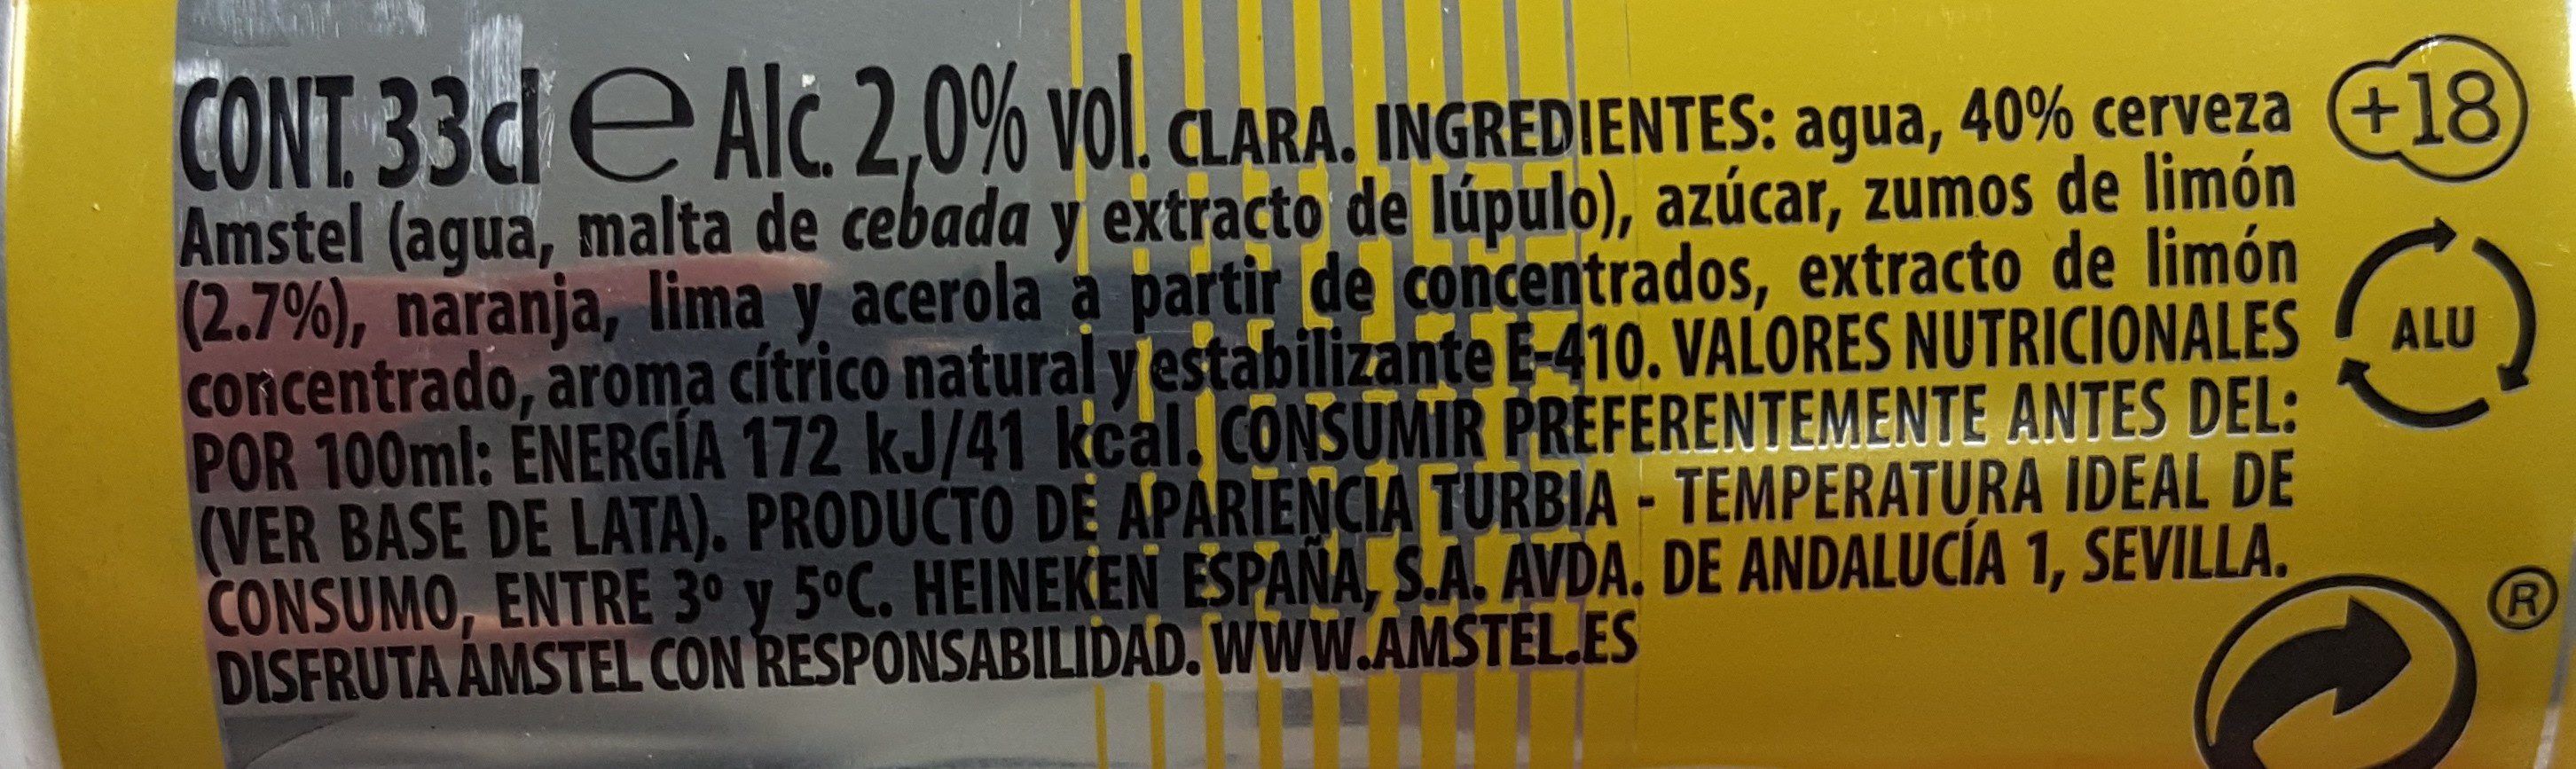 CONT. 33cl e Alc. 2,0% vol. CLARA. INGREDIENTES: agua, 40% cerveza
Amstel (agua, malta de cebada y extracto de lúpulo), azúcar, zumos de limón
(2.7%), naranja, lima y acerola a partir de concentrados, extracto de limón
concentrado, aroma cítrico natural y estabilizante E-410. VALORES NUTRICIONALES
POR 100ml: ENERGÍA 172 kJ/41 kcal. CONSUMIR PREFERENTEMENTE ANTES DEL:
(VER BASE DE LATA). PRODUCTO DE APARIENCIA TURBIA - TEMPERATURA IDEAL DE
CONSUMO, ENTRE 3º y 5ºC. HEINEKEN ESPAÑA, S.A. AVDA. DE ANDALUCÍA 1, SEVILLA.
DISFRUTA AMSTEL CON RESPONSABILIDAD. WWW.AMSTEL.ES
+18
ALU
®